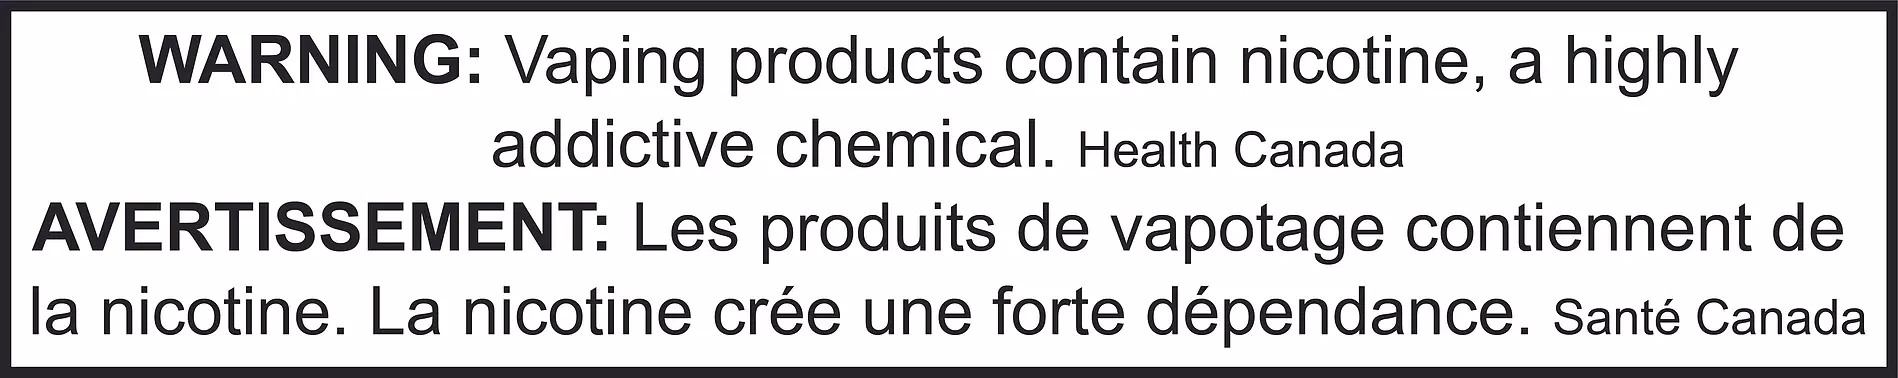 WARNING: Vaping products contain nicotine, a highly
addictive chemical. Health Canada
AVERTISSEMENT: Les produits de vapotage contiennent de
la nicotine. La nicotine crée une forte dépendance. Santé Canada